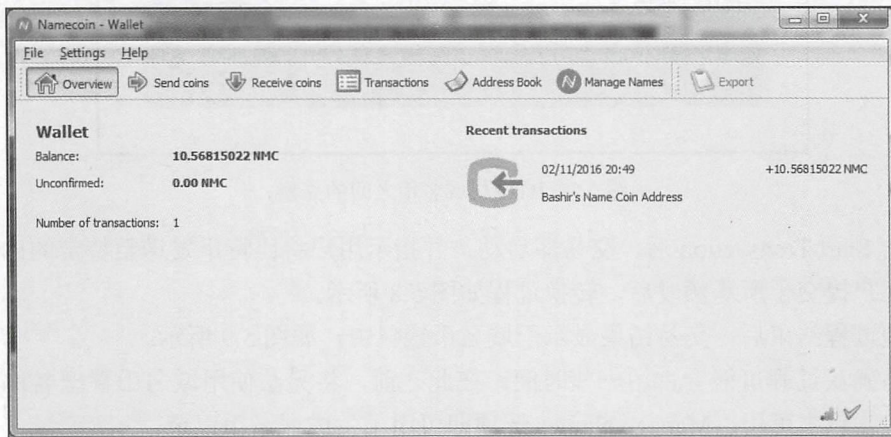 Namecoin - Wallet
File Settings Help
Overview Send coins Receive coins Transactions Address Book Manage Names Export
Wallet
Balance: 10.56815022 NMC
Unconfirmed: 0.00 NMC
Number of transactions: 1
Recent transactions
02/11/2016 20:49 +10.56815022 NMC
Bashir's Name Coin Address